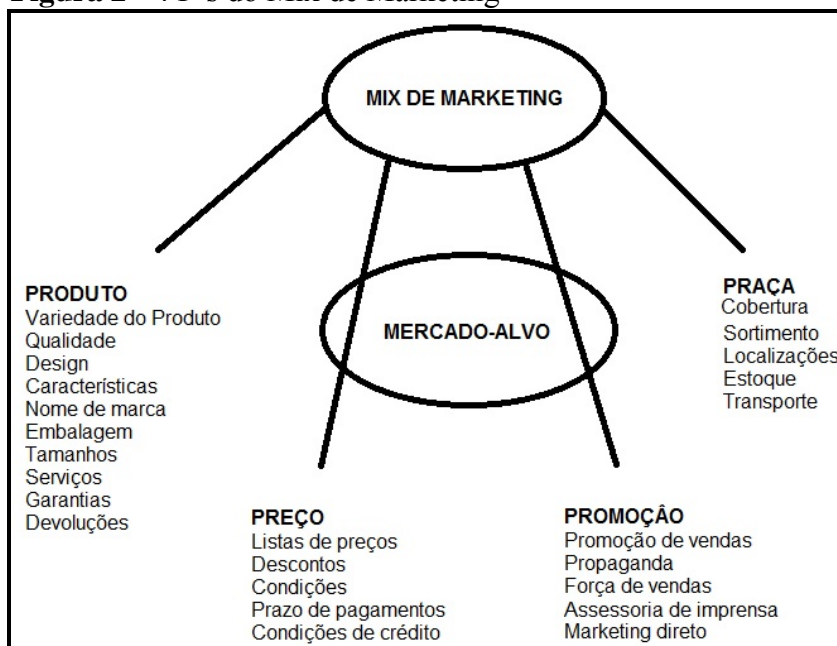 MIX DE MARKETING
MERCADO-ALVO
PRODUTO
Variedade do Produto
Qualidade
Design
Características
Nome de marca
Embalagem
Tamanhos
Serviços
Garantias
Devoluções
PREÇO
Listas de preços
Descontos
Condições
Prazo de pagamentos
Condições de crédito
PROMOÇÂO
Promoção de vendas
Propaganda
Força de vendas
Assessoria de imprensa
Marketing direto
PRAÇA
Cobertura
Sortimento
Localizações
Estoque
Transporte